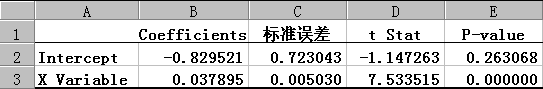 A B C D E
1 Coefficients 标准误差 t Stat P-value
2 Intercept -0.829521 0.723043 -1.147263 0.263068
3 X Variable 0.037895 0.005030 7.533515 0.000000